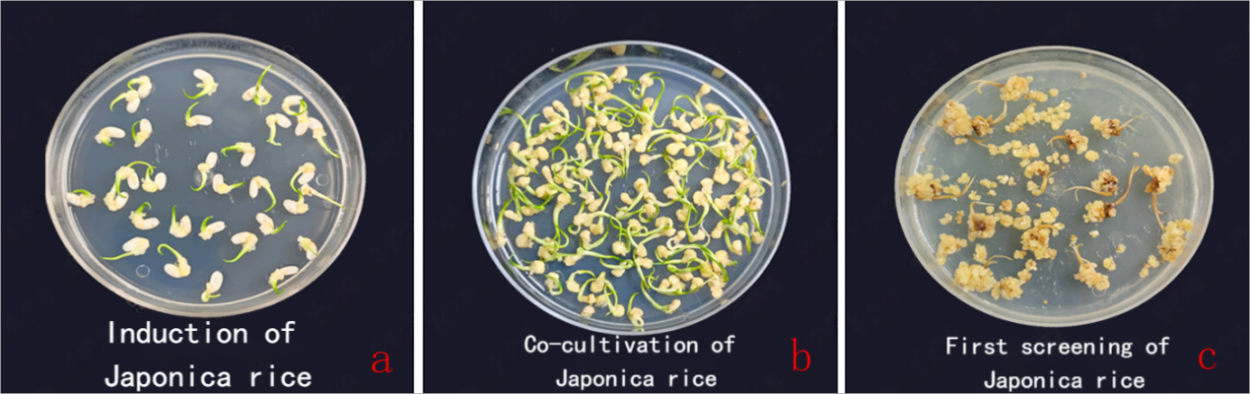 Induction of
Japonica rice
a
Co-cultivation of
Japonica rice
b
First screening of
Japonica rice
c